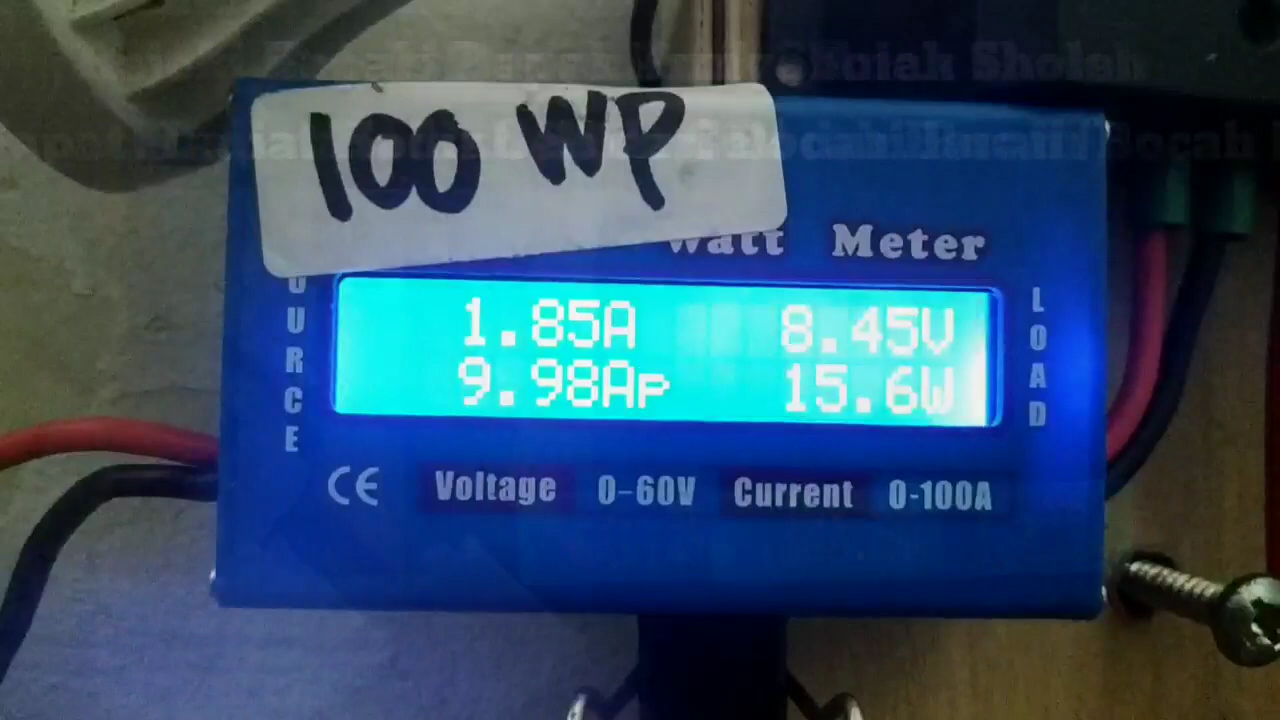 100 WP
Watt Meter
OURCE
LOAD
1.85A 8.45V
9.98Ap 15.6W
CE Voltage 0-60V Current 0-100A